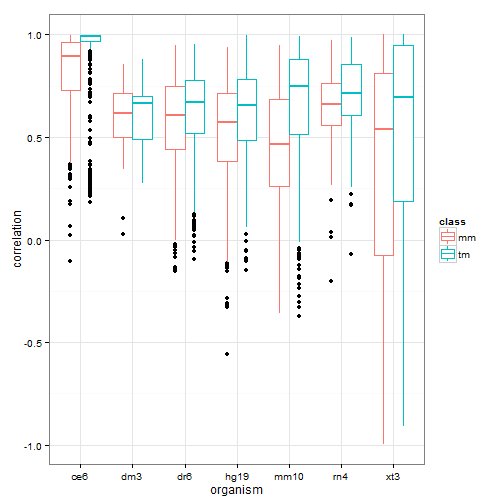 1.0
0.5
0.0
-0.5
-1.0
correlation
ce6 dm3 dr6 hg19 mm10 rn4 xt3
organism
class
mm
tm